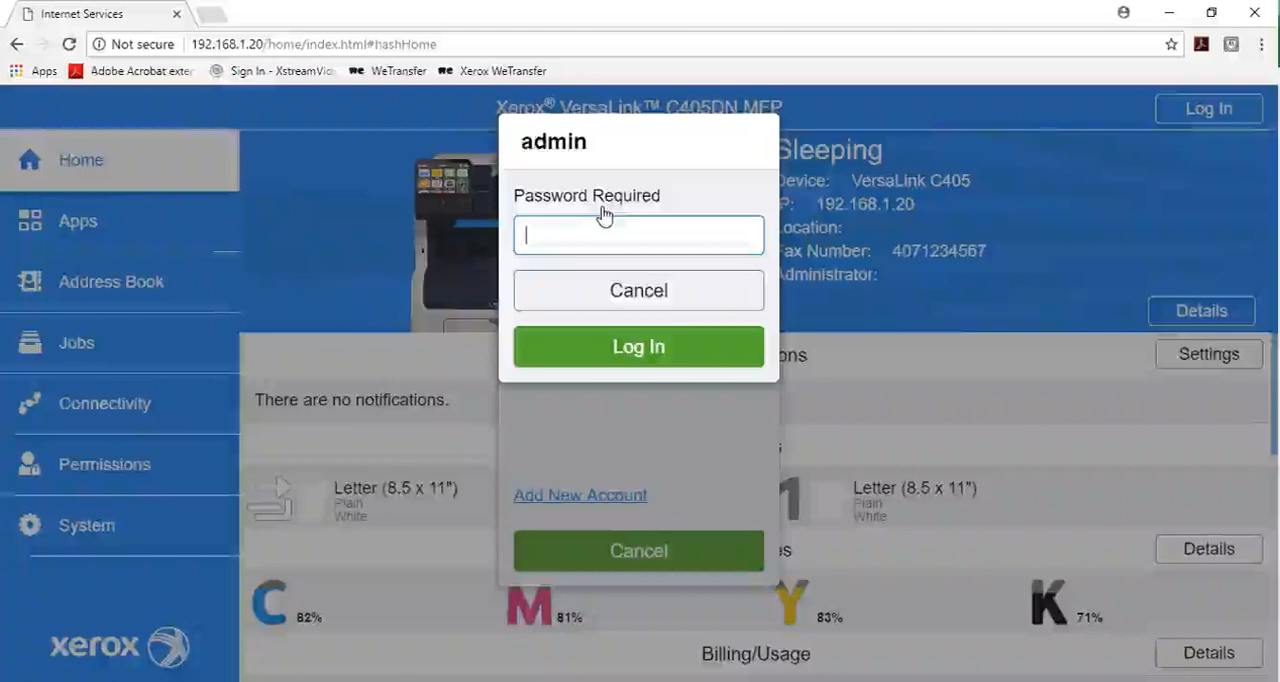 Internet Services
Not secure 192.168.1.20/home/index.html#hashHome
Apps Adobe Acrobat exter Sign In - XstreamVid WeTransfer Xerox WeTransfer
Xerox® VersaLink™ C405DN MFP
Log In
Home
Apps
Address Book
Jobs
Connectivity
Permissions
System
xerox
admin
Password Required
Cancel
Log In
Add New Account
Cancel
Sleeping
Device: VersaLink C405
IP: 192.168.1.20
Location:
Fax Number: 4071234567
Administrator:
Details
Settings
There are no notifications.
Letter (8.5 x 11")
Plain
White
1
Letter (8.5 x 11")
Plain
White
Details
C 82%
M 81%
Y 83%
K 71%
Billing/Usage
Details